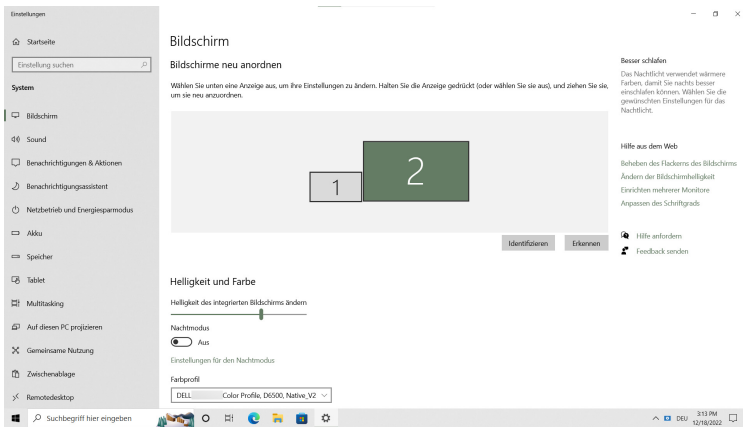 Einstellungen
Startseite
Einstellung suchen
System
Bildschirm
Sound
Benachrichtigungen & Aktionen
Benachrichtigungsassistent
Netzbetrieb und Energiesparmodus
Akku
Speicher
Tablet
Multitasking
Auf diesen PC projizieren
Gemeinsame Nutzung
Zwischenablage
Remotedesktop
Bildschirm
Bildschirme neu anordnen
Wählen Sie unten eine Anzeige aus, um ihre Einstellungen zu ändern. Halten Sie die Anzeige gedrückt (oder wählen Sie sie aus), und ziehen Sie sie,
um sie neu anzuordnen.
1
2
Identifizieren
Erkennen
Helligkeit und Farbe
Helligkeit des integrierten Bildschirms ändern
Nachtmodus
Aus
Einstellungen für den Nachtmodus
Farbprofil
DELL Color Profile, D6500, Native_V2
Besser schlafen
Das Nachtlicht verwendet wärmere
Farben, damit Sie nachts besser
einschlafen können. Wählen Sie die
gewünschten Einstellungen für das
Nachtlicht.
Hilfe aus dem Web
Beheben des Flackerns des Bildschirms
Ändern der Bildschirmhelligkeit
Einrichten mehrerer Monitore
Anpassen des Schriftgrads
Hilfe anfordern
Feedback senden
Suchbegriff hier eingeben
DEU
3:13 PM
12/18/2022